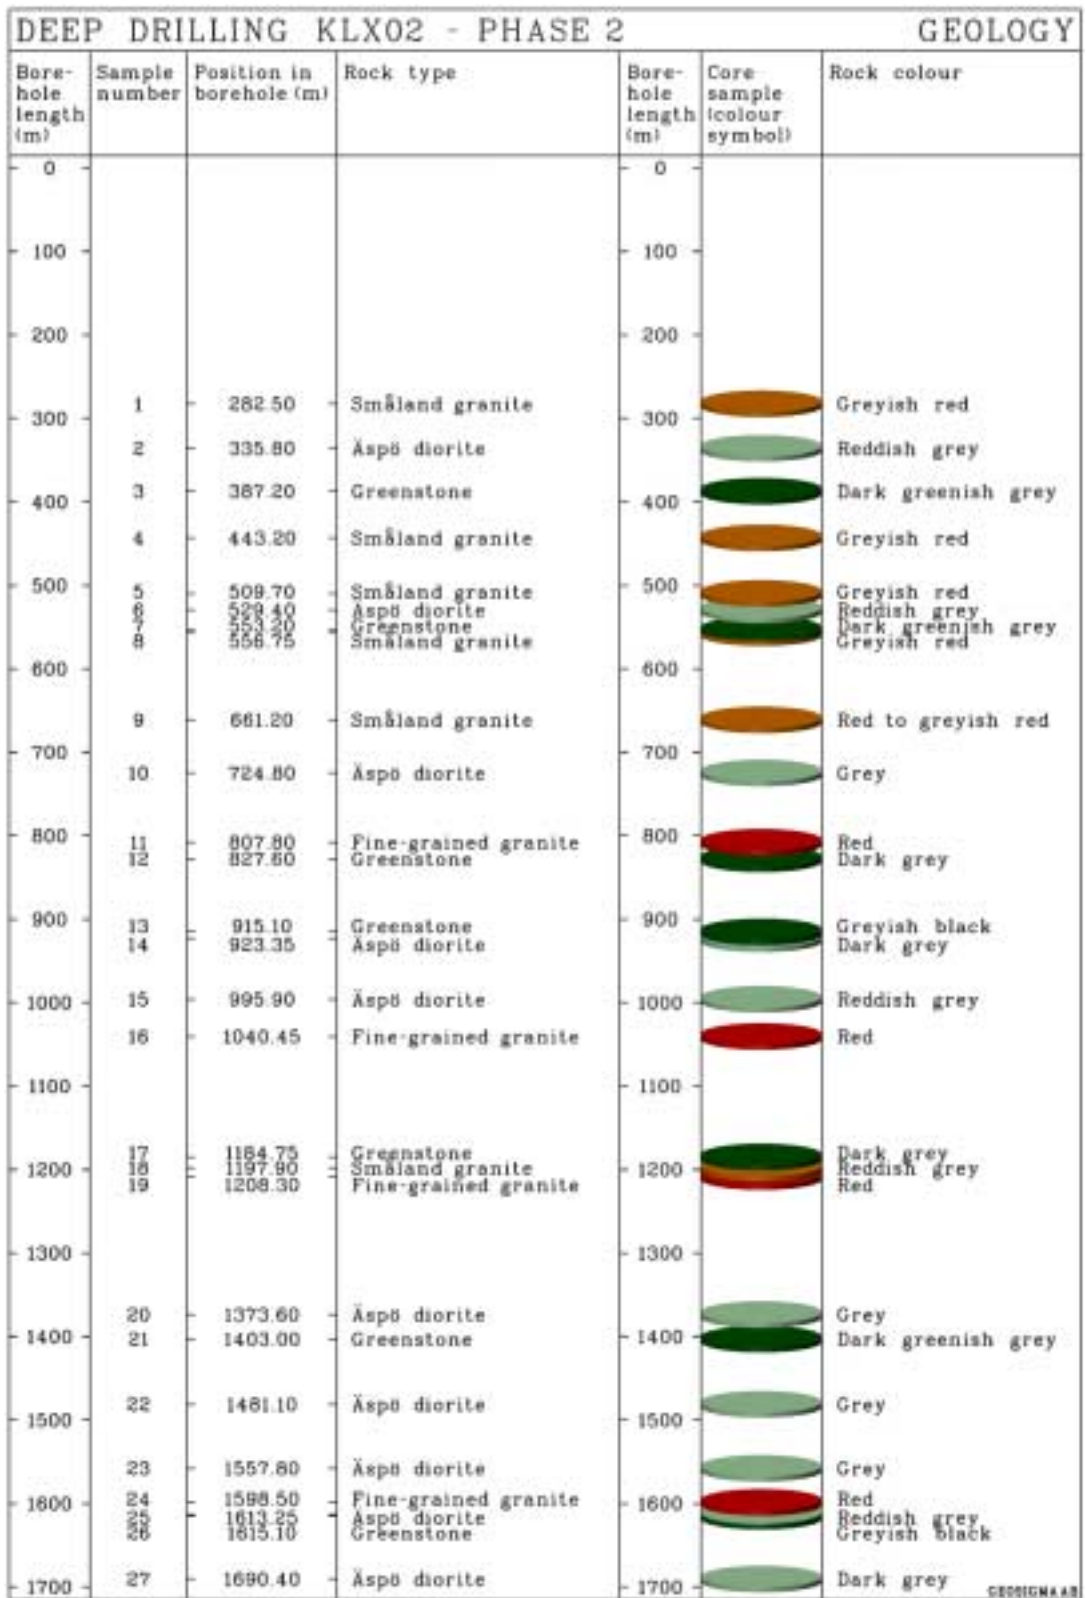 DEEP DRILLING KLX02 - PHASE 2 GEOLOGY
Bore- Sample Position in Rock type Bore- Core Rock colour
hole number borehole (m) hole sample
length length (colour
(m) (m) symbol)
0 0
100 100
200 200
1 282.50 Småland granite Greyish red
300 300
2 335.80 Äspö diorite Reddish grey
3 387.20 Greenstone Dark greenish grey
400 400
4 443.20 Småland granite Greyish red
500 500
5 509.70 Småland granite Greyish red
6 529.40 Äspö diorite Reddish grey
7 553.20 Greenstone Dark greenish grey
8 556.75 Småland granite Greyish red
600 600
9 661.20 Småland granite Red to greyish red
700 700
10 724.80 Äspö diorite Grey
800 800
11 807.80 Fine-grained granite Red
12 827.60 Greenstone Dark grey
900 900
13 915.10 Greenstone Greyish black
14 923.35 Äspö diorite Dark grey
15 995.90 Äspö diorite Reddish grey
1000 1000
16 1040.45 Fine-grained granite Red
1100 1100
17 1184.75 Greenstone Dark grey
1200 18 1197.90 Småland granite 1200 Reddish grey
19 1208.30 Fine-grained granite Red
1300 1300
20 1373.60 Äspö diorite Grey
1400 21 1403.00 Greenstone 1400 Dark greenish grey
22 1481.10 Äspö diorite Grey
1500 1500
23 1557.80 Äspö diorite Grey
1600 24 1598.50 Fine-grained granite 1600 Red
25 1613.25 Äspö diorite Reddish grey
26 1615.10 Greenstone Greyish black
27 1690.40 Äspö diorite Dark grey
1700 1700 GEOSIGMA AB